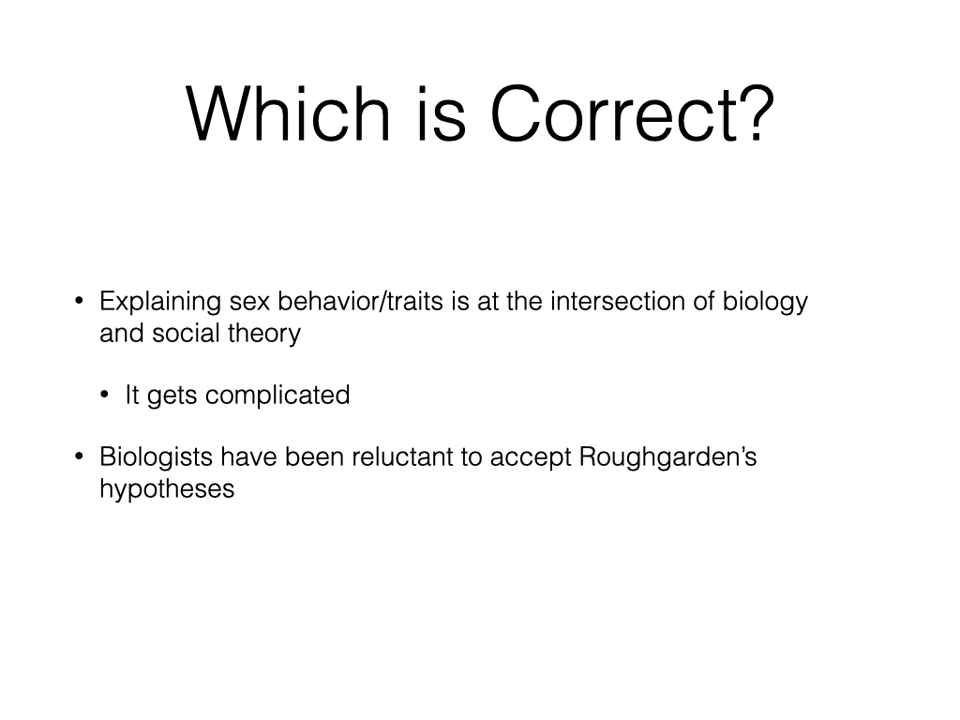 Which is Correct?
• Explaining sex behavior/traits is at the intersection of biology
and social theory
• It gets complicated
• Biologists have been reluctant to accept Roughgarden’s
hypotheses